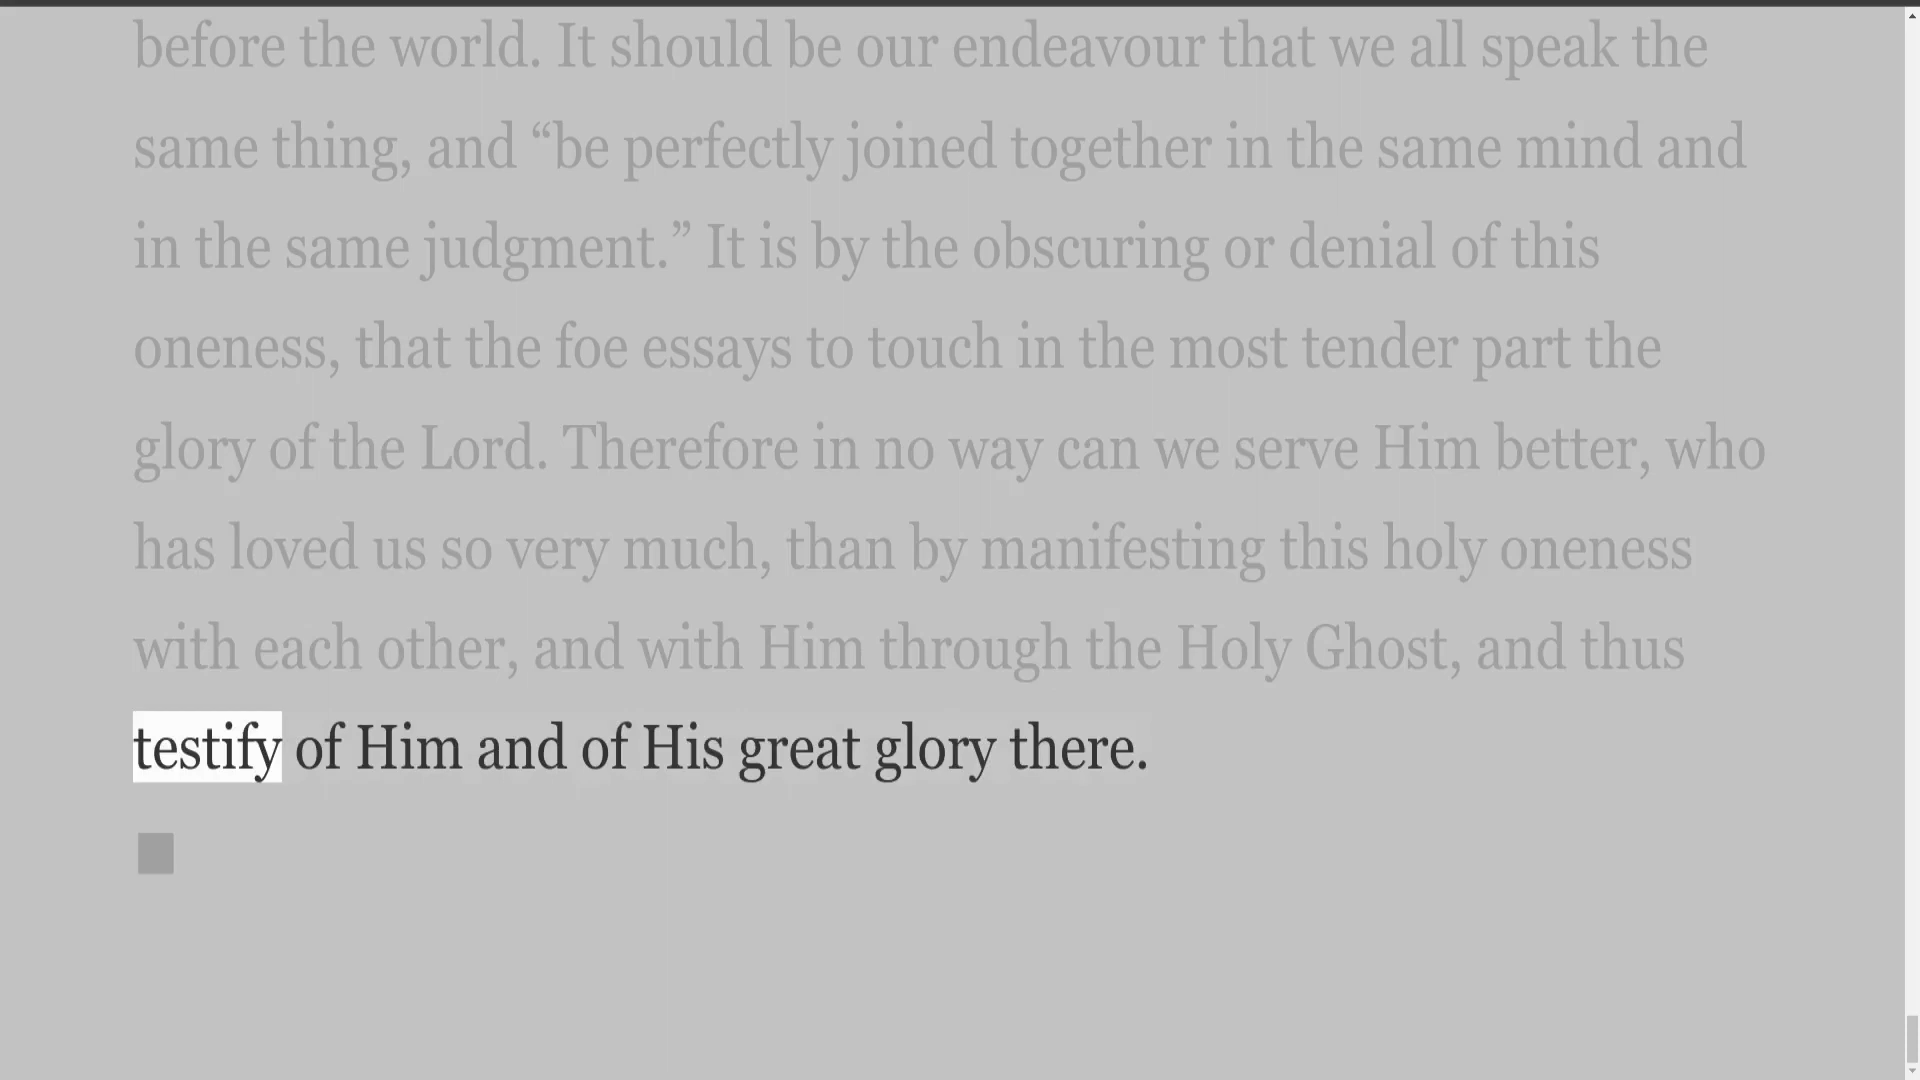 before the world. It should be our endeavour that we all speak the
same thing, and “be perfectly joined together in the same mind and
in the same judgment.” It is by the obscuring or denial of this
oneness, that the foe essays to touch in the most tender part the
glory of the Lord. Therefore in no way can we serve Him better, who
has loved us so very much, than by manifesting this holy oneness
with each other, and with Him through the Holy Ghost, and thus
testify of Him and of His great glory there.